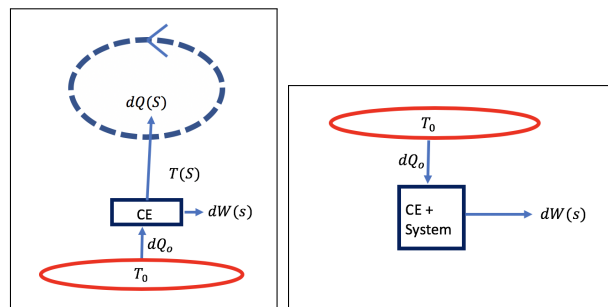 dQ(S)
T(S)
CE
dW(s)
dQₒ
T₀
T₀
dQₒ
CE +
System
dW(s)